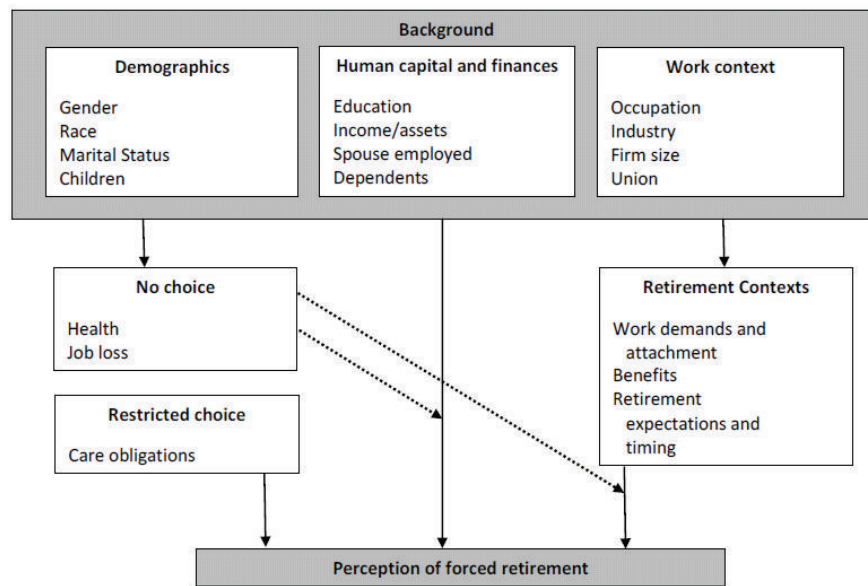 Background
Demographics
Gender
Race
Marital Status
Children
Human capital and finances
Education
Income/assets
Spouse employed
Dependents
Work context
Occupation
Industry
Firm size
Union
No choice
Health
Job loss
Restricted choice
Care obligations
Retirement Contexts
Work demands and
attachment
Benefits
Retirement
expectations and
timing
Perception of forced retirement